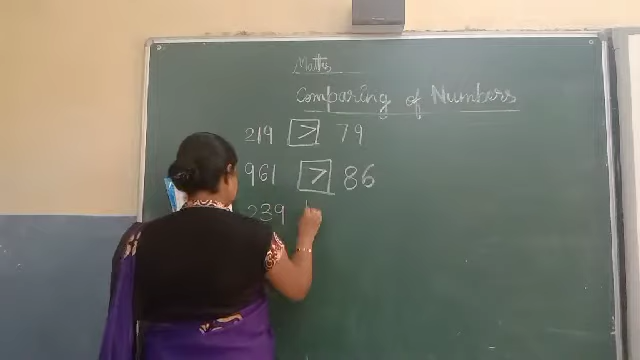 Maths
Comparing of Numbers
219 > 79
961 > 86
239